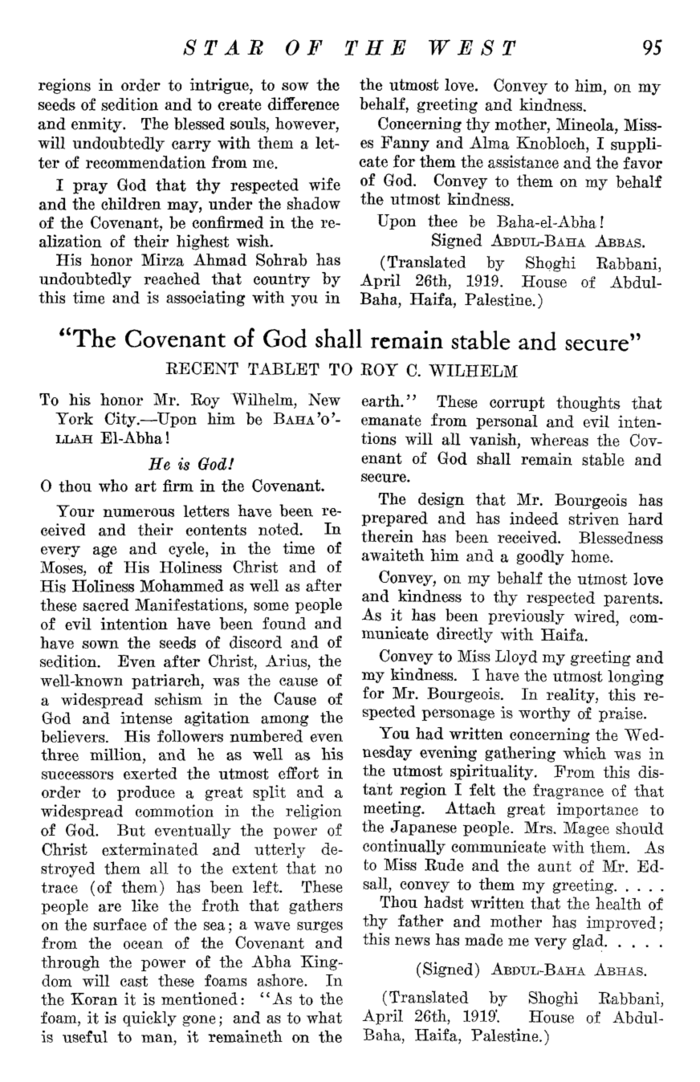 STAR OF THE WEST 95
regions in order to intrigue, to sow the
seeds of sedition and to create difference
and enmity. The blessed souls, however,
will undoubtedly carry with them a let-
ter of recommendation from me.
I pray God that thy respected wife
and the children may, under the shadow
of the Covenant, be confirmed in the re-
alization of their highest wish.
His honor Mirza Ahmad Sohrab has
undoubtedly reached that country by
this time and is associating with you in
the utmost love. Convey to him, on my
behalf, greeting and kindness.
Concerning thy mother, Mineola, Miss-
es Fanny and Alma Knobloch, I suppli-
cate for them the assistance and the favor
of God. Convey to them on my behalf
the utmost kindness.
Upon thee be Baha-el-Abha!
Signed ABDUL-BAHA ABBAS.
(Translated by Shoghi Rabbani,
April 26th, 1919. House of Abdul-
Baha, Haifa, Palestine.)
"The Covenant of God shall remain stable and secure"
RECENT TABLET TO ROY C. WILHELM
To his honor Mr. Roy Wilhelm, New
York City.—Upon him be BAHA'O'-
LLAH El-Abha!
He is God!
O thou who art firm in the Covenant.
Your numerous letters have been re-
ceived and their contents noted. In
every age and cycle, in the time of
Moses, of His Holiness Christ and of
His Holiness Mohammed as well as after
these sacred Manifestations, some people
of evil intention have been found and
have sown the seeds of discord and of
sedition. Even after Christ, Arius, the
well-known patriarch, was the cause of
a widespread schism in the Cause of
God and intense agitation among the
believers. His followers numbered even
three million, and he as well as his
successors exerted the utmost effort in
order to produce a great split and a
widespread commotion in the religion
of God. But eventually the power of
Christ exterminated and utterly de-
stroyed them all to the extent that no
trace (of them) has been left. These
people are like the froth that gathers
on the surface of the sea; a wave surges
from the ocean of the Covenant and
through the power of the Abha King-
dom will cast these foams ashore. In
the Koran it is mentioned: "As to the
foam, it is quickly gone; and as to what
is useful to man, it remaineth on the
earth." These corrupt thoughts that
emanate from personal and evil inten-
tions will all vanish, whereas the Cov-
enant of God shall remain stable and
secure.
The design that Mr. Bourgeois has
prepared and has indeed striven hard
therein has been received. Blessedness
awaiteth him and a goodly home.
Convey, on my behalf the utmost love
and kindness to thy respected parents.
As it has been previously wired, com-
municate directly with Haifa.
Convey to Miss Lloyd my greeting and
my kindness. I have the utmost longing
for Mr. Bourgeois. In reality, this re-
spected personage is worthy of praise.
You had written concerning the Wed-
nesday evening gathering which was in
the utmost spirituality. From this dis-
tant region I felt the fragrance of that
meeting. Attach great importance to
the Japanese people. Mrs. Magee should
continually communicate with them. As
to Miss Rude and the aunt of Mr. Ed-
sall, convey to them my greeting. . . . .
Thou hadst written that the health of
thy father and mother has improved;
this news has made me very glad. . . . .
(Signed) ABDUL-BAHA ABHAS.
(Translated by Shoghi Rabbani,
April 26th, 1919. House of Abdul-
Baha, Haifa, Palestine.)